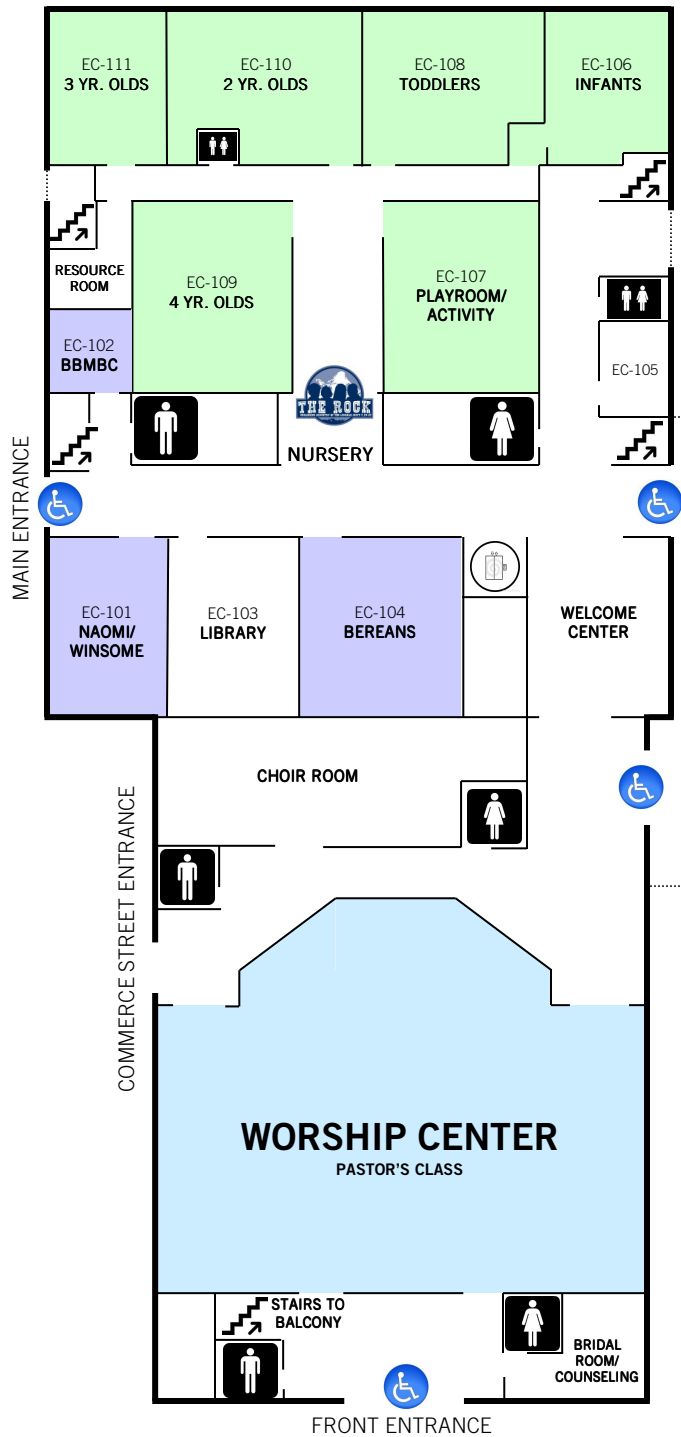 EC-111
3 YR. OLDS
EC-110
2 YR. OLDS
EC-108
TODDLERS
EC-106
INFANTS
RESOURCE
ROOM
EC-109
4 YR. OLDS
EC-107
PLAYROOM/
ACTIVITY
EC-102
BBMBC
EC-105
THE ROCK
NURSERY
MAIN ENTRANCE
EC-101
NAOMI/
WINSOME
EC-103
LIBRARY
EC-104
BEREANS
WELCOME
CENTER
CHOIR ROOM
COMMERCE STREET ENTRANCE
WORSHIP CENTER
PASTOR'S CLASS
STAIRS TO
BALCONY
BRIDAL
ROOM/
COUNSELING
FRONT ENTRANCE